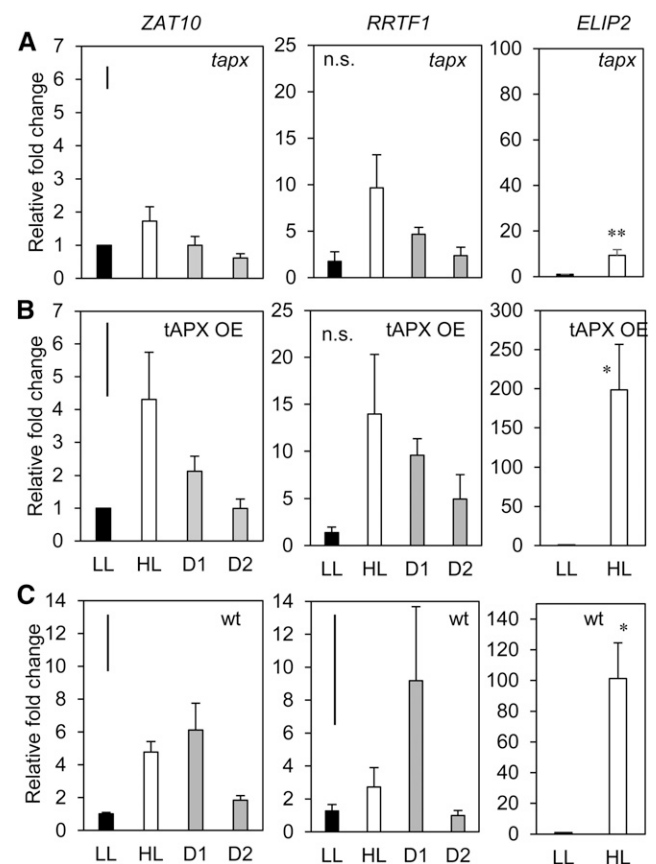 ZAT10 RRTF1 ELIP2
A
Relative fold change
7
6
5
4
3
2
1
0
tapx
25
20
15
10
5
0
n.s.
tapx
100
80
60
40
20
0
tapx
**
B
Relative fold change
7
6
5
4
3
2
1
0
tAPX OE
LL HL D1 D2
25
20
15
10
5
0
n.s.
tAPX OE
LL HL D1 D2
300
250
200
150
100
50
0
tAPX OE
*
LL HL
C
Relative fold change
14
12
10
8
6
4
2
0
wt
LL HL D1 D2
14
12
10
8
6
4
2
0
wt
LL HL D1 D2
140
120
100
80
60
40
20
0
wt
*
LL HL